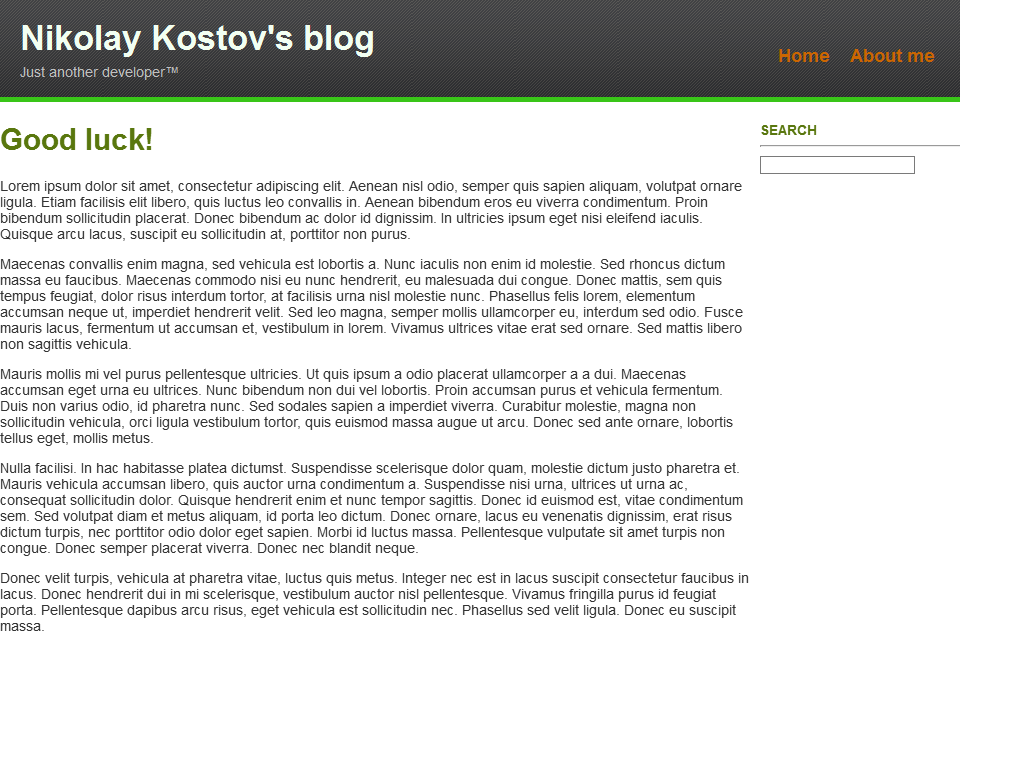 Nikolay Kostov's blog
Just another developer™
Home About me
Good luck!
SEARCH
Lorem ipsum dolor sit amet, consectetur adipiscing elit. Aenean nisl odio, semper quis sapien aliquam, volutpat ornare
ligula. Etiam facilisis elit libero, quis luctus leo convallis in. Aenean bibendum eros eu viverra condimentum. Proin
bibendum sollicitudin placerat. Donec bibendum ac dolor id dignissim. In ultricies ipsum eget nisi eleifend iaculis.
Quisque arcu lacus, suscipit eu sollicitudin at, porttitor non purus.
Maecenas convallis enim magna, sed vehicula est lobortis a. Nunc iaculis non enim id molestie. Sed rhoncus dictum
massa eu faucibus. Maecenas commodo nisi eu nunc hendrerit, eu malesuada dui congue. Donec mattis, sem quis
tempus feugiat, dolor risus interdum tortor, at facilisis urna nisl molestie nunc. Phasellus felis lorem, elementum
accumsan neque ut, imperdiet hendrerit velit. Sed leo magna, semper mollis ullamcorper eu, interdum sed odio. Fusce
mauris lacus, fermentum ut accumsan et, vestibulum in lorem. Vivamus ultrices vitae erat sed ornare. Sed mattis libero
non sagittis vehicula.
Mauris mollis mi vel purus pellentesque ultricies. Ut quis ipsum a odio placerat ullamcorper a a dui. Maecenas
accumsan eget urna eu ultrices. Nunc bibendum non dui vel lobortis. Proin accumsan purus et vehicula fermentum.
Duis non varius odio, id pharetra nunc. Sed sodales sapien a imperdiet viverra. Curabitur molestie, magna non
sollicitudin vehicula, orci ligula vestibulum tortor, quis euismod massa augue ut arcu. Donec sed ante ornare, lobortis
tellus eget, mollis metus.
Nulla facilisi. In hac habitasse platea dictumst. Suspendisse scelerisque dolor quam, molestie dictum justo pharetra et.
Mauris vehicula accumsan libero, quis auctor urna condimentum a. Suspendisse nisi urna, ultrices ut urna ac,
consequat sollicitudin dolor. Quisque hendrerit enim et nunc tempor sagittis. Donec id euismod est, vitae condimentum
sem. Sed volutpat diam et metus aliquam, id porta leo dictum. Donec ornare, lacus eu venenatis dignissim, erat risus
dictum turpis, nec porttitor odio dolor eget sapien. Morbi id luctus massa. Pellentesque vulputate sit amet turpis non
congue. Donec semper placerat viverra. Donec nec blandit neque.
Donec velit turpis, vehicula at pharetra vitae, luctus quis metus. Integer nec est in lacus suscipit consectetur faucibus in
lacus. Donec hendrerit dui in mi scelerisque, vestibulum auctor nisl pellentesque. Vivamus fringilla purus id feugiat
porta. Pellentesque dapibus arcu risus, eget vehicula est sollicitudin nec. Phasellus sed velit ligula. Donec eu suscipit
massa.